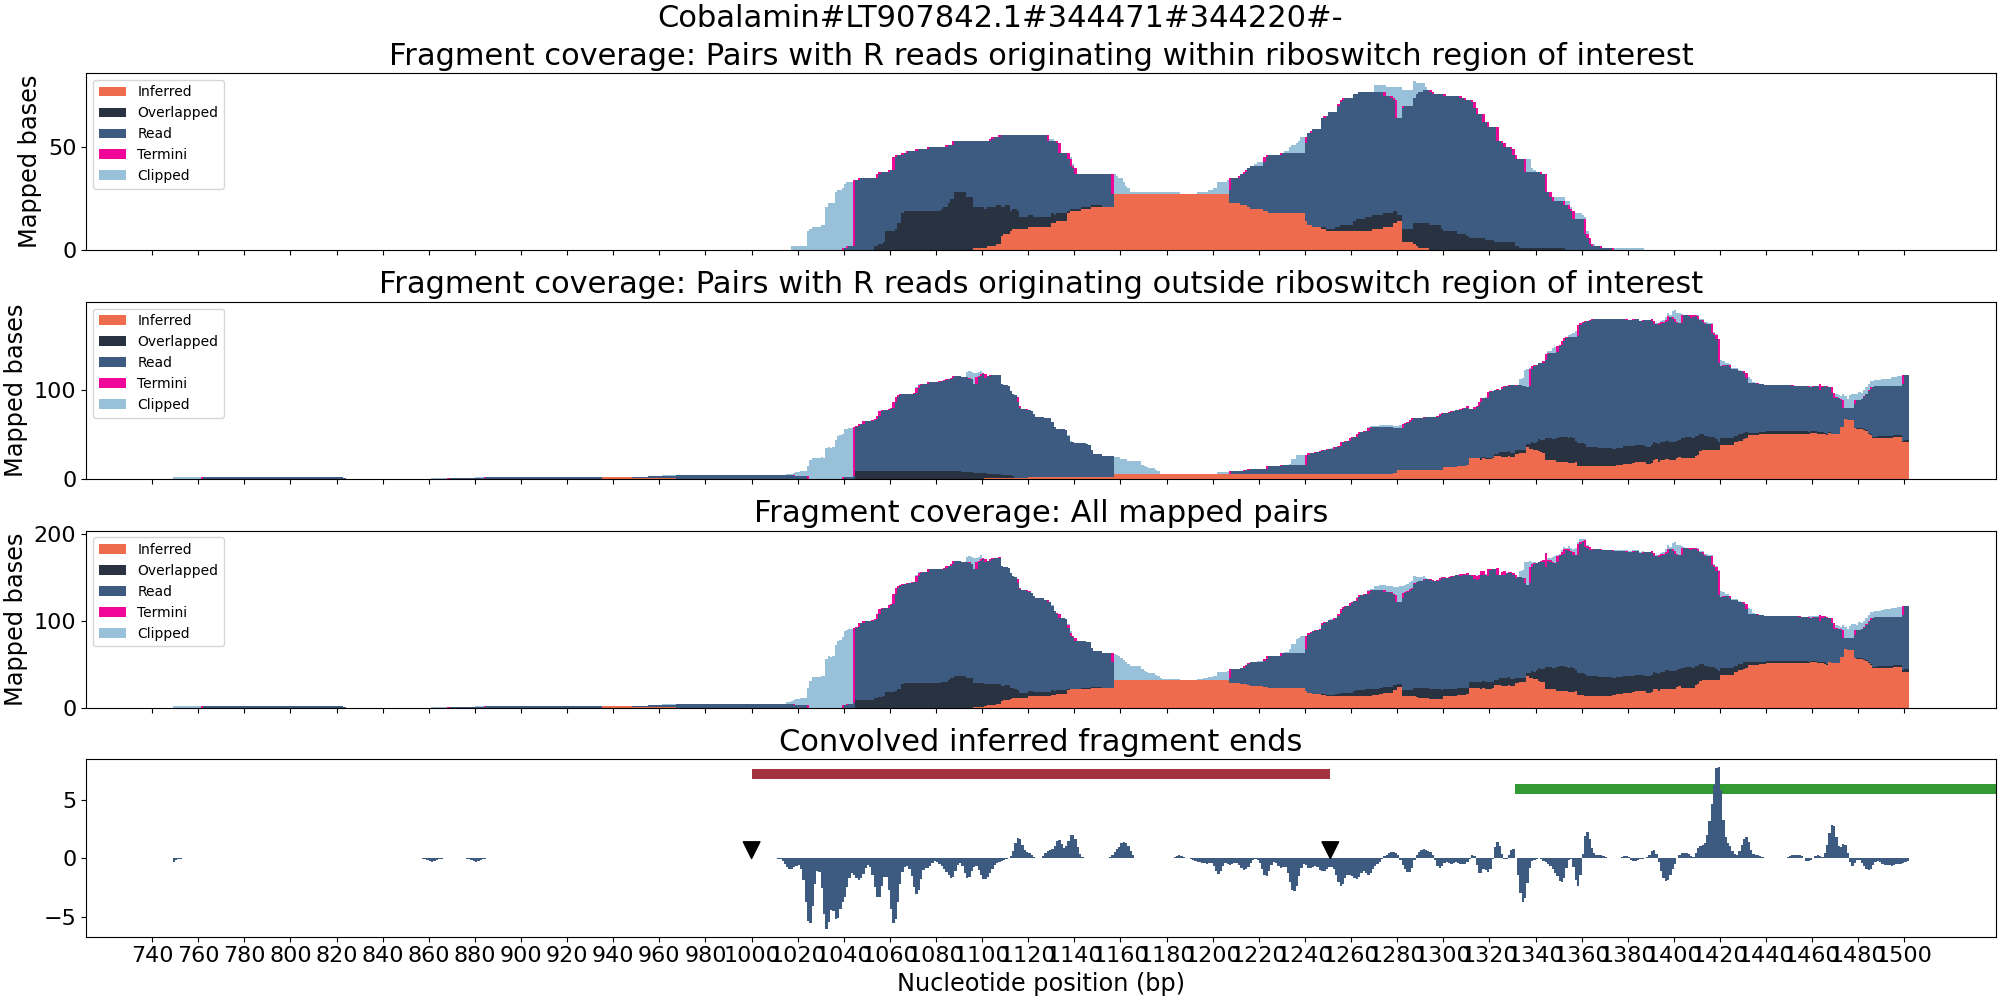 Cobalamin#LT907842.1#344471#344220#-
Fragment coverage: Pairs with R reads originating within riboswitch region of interest
Mapped bases
50
0
Inferred
Overlapped
Read
Termini
Clipped
Fragment coverage: Pairs with R reads originating outside riboswitch region of interest
Mapped bases
100
0
Inferred
Overlapped
Read
Termini
Clipped
Fragment coverage: All mapped pairs
Mapped bases
200
100
0
Inferred
Overlapped
Read
Termini
Clipped
Convolved inferred fragment ends
5
0
−5
740 760 780 800 820 840 860 880 900 920 940 960 980 1000 1020 1040 1060 1080 1100 1120 1140 1160 1180 1200 1220 1240 1260 1280 1300 1320 1340 1360 1380 1400 1420 1440 1460 1480 1500
Nucleotide position (bp)